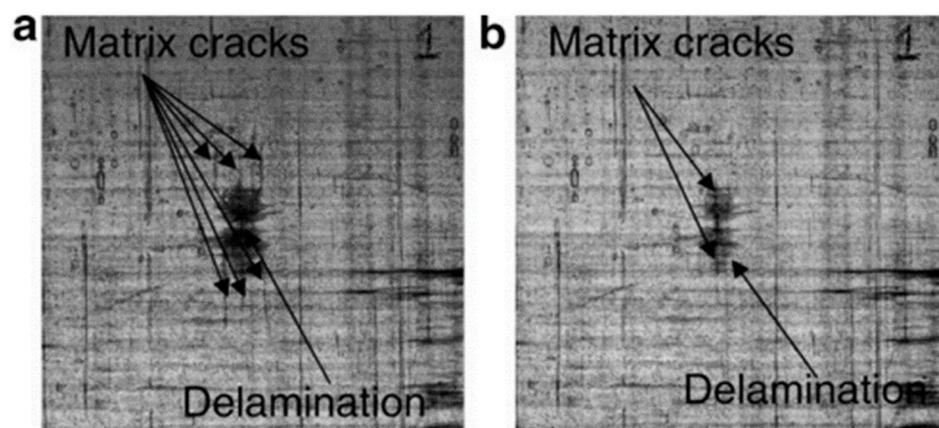 a
Matrix cracks
1
Delamination
b
Matrix cracks
1
Delamination